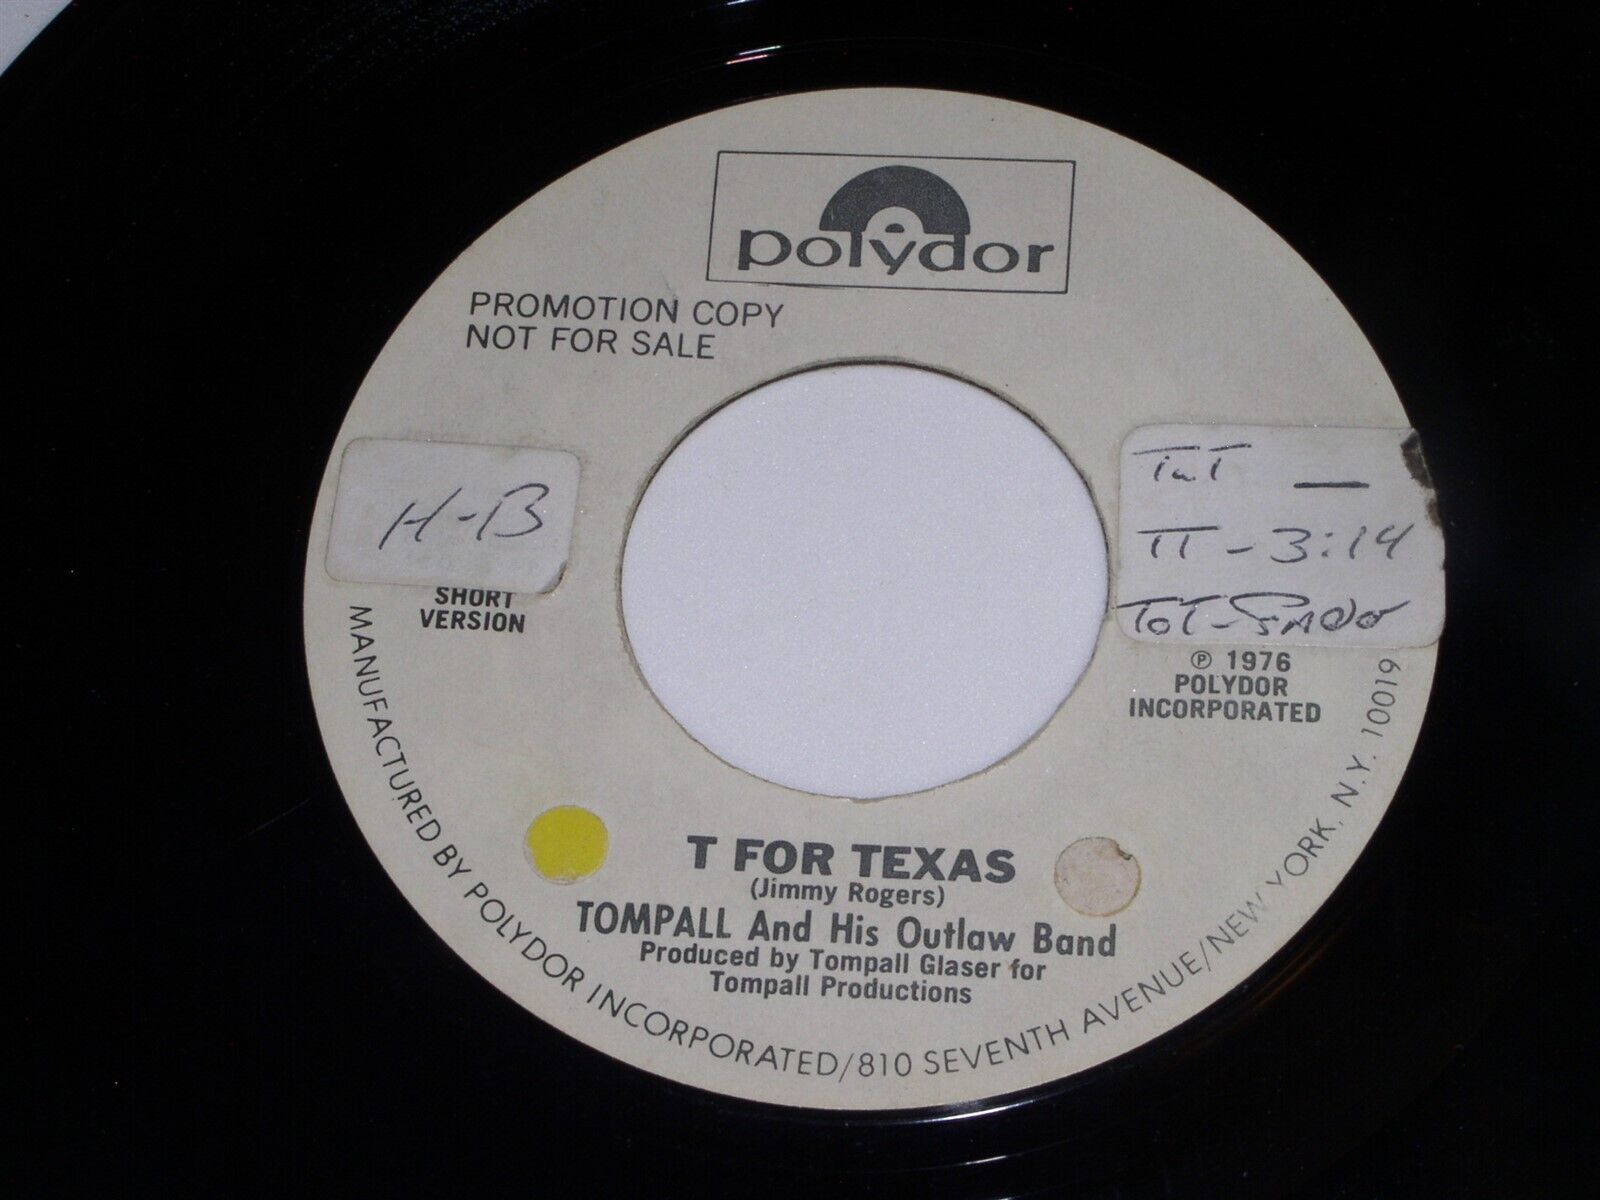 polydor
PROMOTION COPY
NOT FOR SALE
H-B
SHORT
VERSION
InT —
TT - 3:14
TOT-
℗ 1976
POLYDOR
INCORPORATED
T FOR TEXAS
(Jimmy Rogers)
TOMPALL And His Outlaw Band
Produced by Tompall Glaser for
Tompall Productions
MANUFACTURED BY POLYDOR INCORPORATED/810 SEVENTH AVENUE/NEW YORK, N.Y. 10019